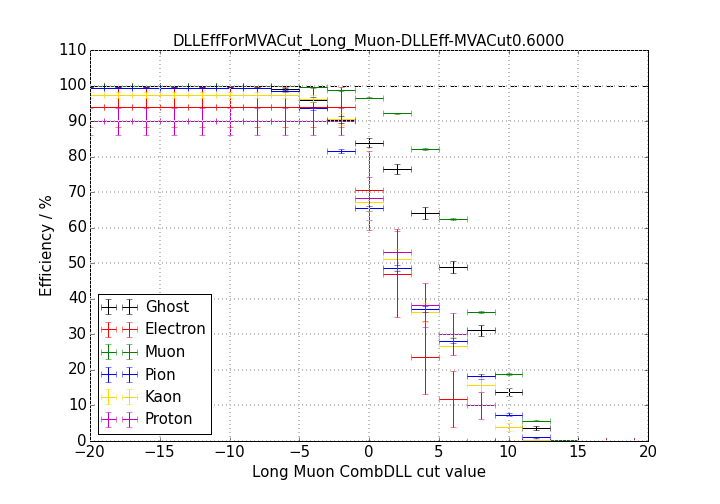 DLLEffForMVACut_Long_Muon-DLLEff-MVACut0.6000
110
100
90
80
70
60
50
40
30
20
10
0
Efficiency / %
Ghost
Electron
Muon
Pion
Kaon
Proton
−20 −15 −10 −5 0 5 10 15 20
Long Muon CombDLL cut value